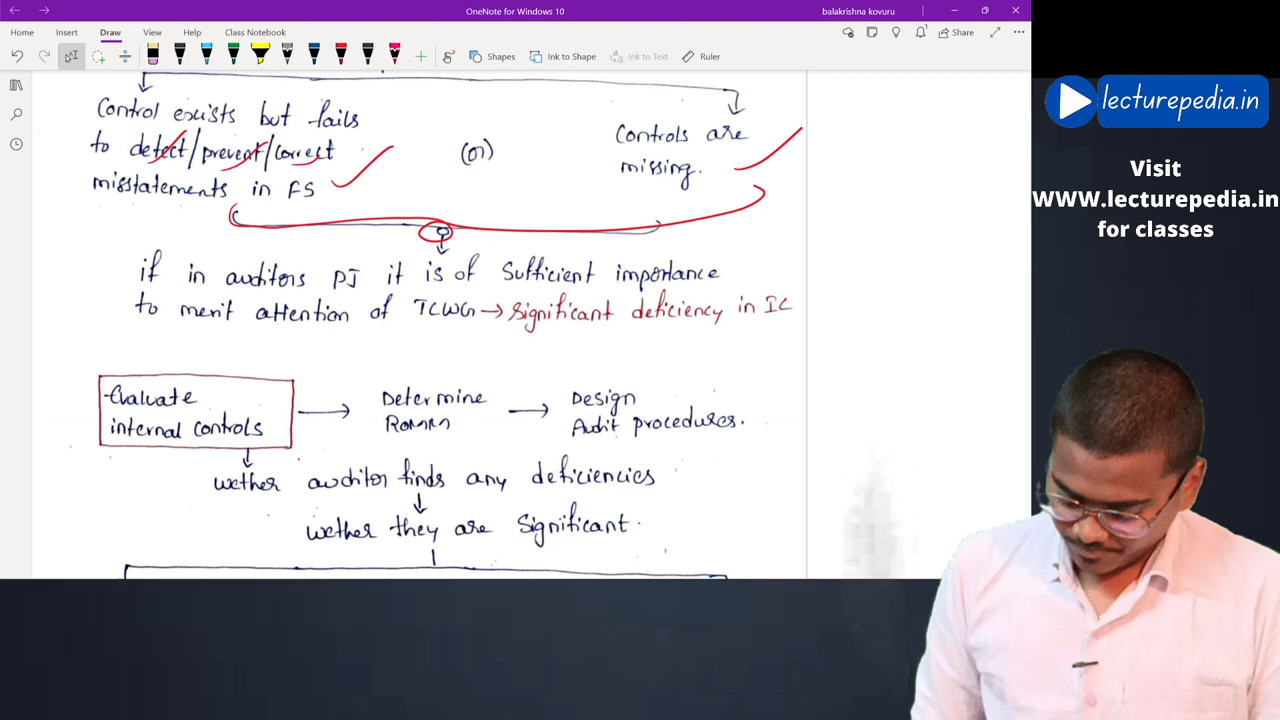 OneNote for Windows 10
balakrishna kovuru
Home
Insert
Draw
View
Help
Class Notebook
Share
Shapes
Ink to Shape
Ink to Text
Ruler
Control exists but fails
to detect/prevent/correct
misstatements in FS
(or)
Controls are
missing.
if in auditors PJ it is of sufficient importance
to merit attention of TCWG → significant deficiency in IC
Evaluate
internal controls
Determine
ROMM
Design
Audit procedures.
wether auditor finds any deficiencies
wether they are significant.
lecturepedia.in
Visit
WWW.lecturepedia.in
for classes